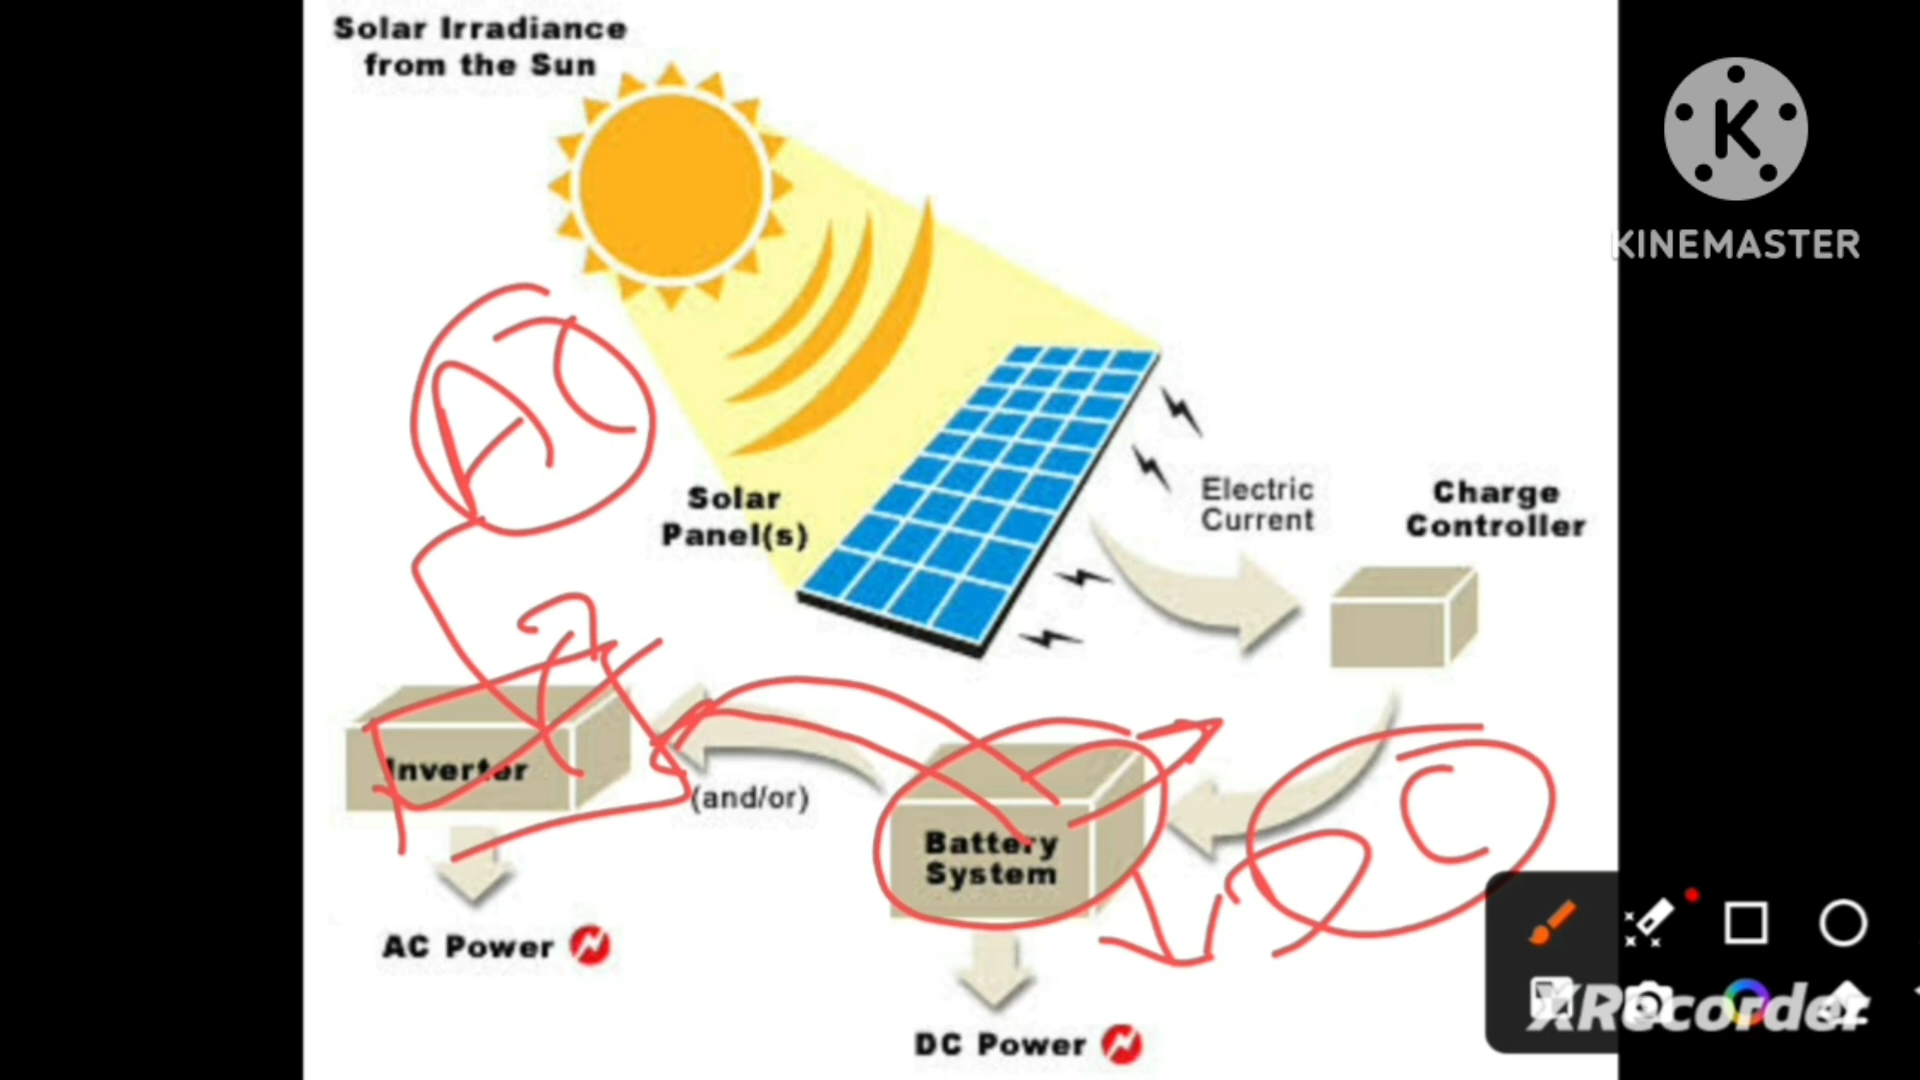 Solar Irradiance
from the Sun
K
KINEMASTER
AC
Solar
Panel(s)
Electric
Current
Charge
Controller
Inverter
(and/or)
Battery
System
C
AC Power
DC Power
XRecorder